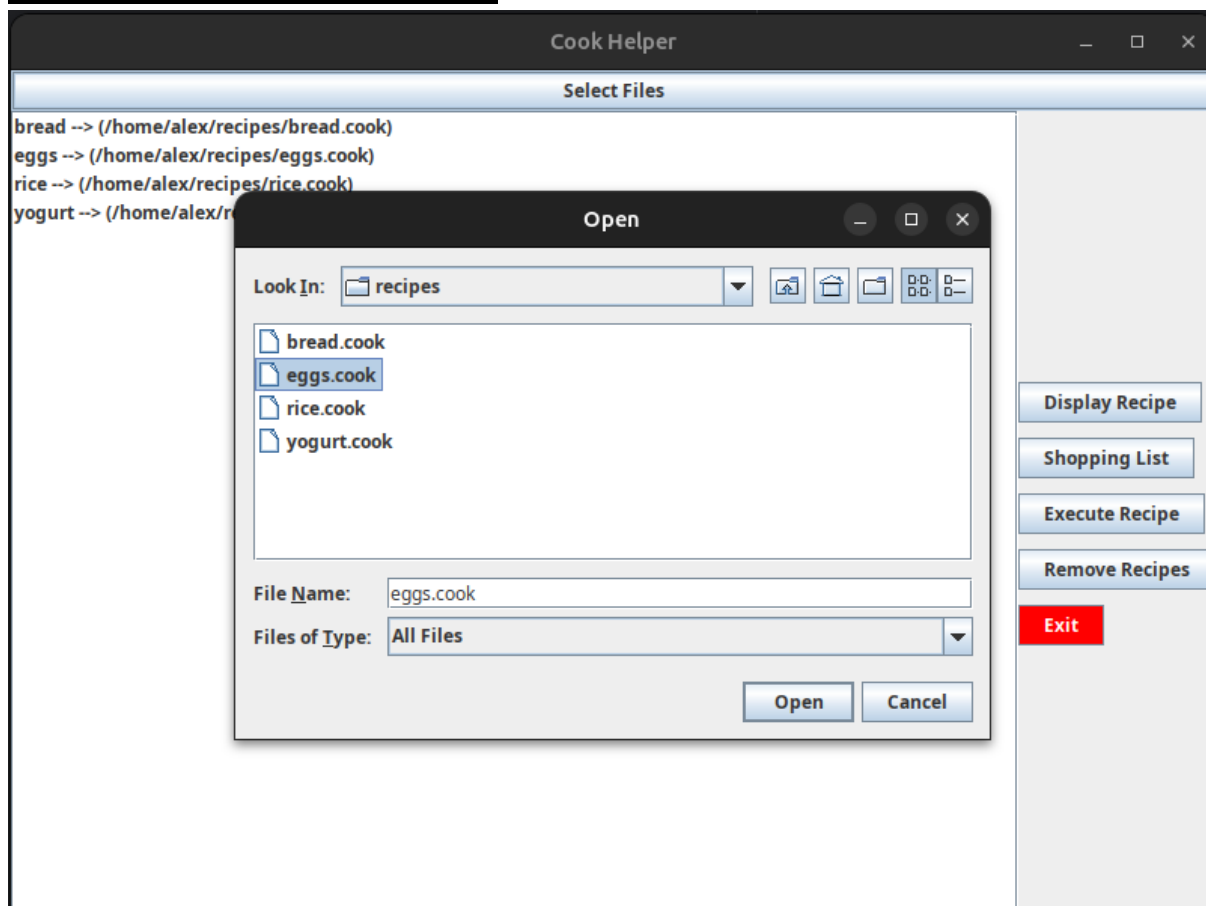 Cook Helper
Select Files
bread --> (/home/alex/recipes/bread.cook)
eggs --> (/home/alex/recipes/eggs.cook)
rice --> (/home/alex/recipes/rice.cook)
yogurt --> (/home/alex/r
Open
Look In: recipes
bread.cook
eggs.cook
rice.cook
yogurt.cook
File Name: eggs.cook
Files of Type: All Files
Open Cancel
Display Recipe
Shopping List
Execute Recipe
Remove Recipes
Exit